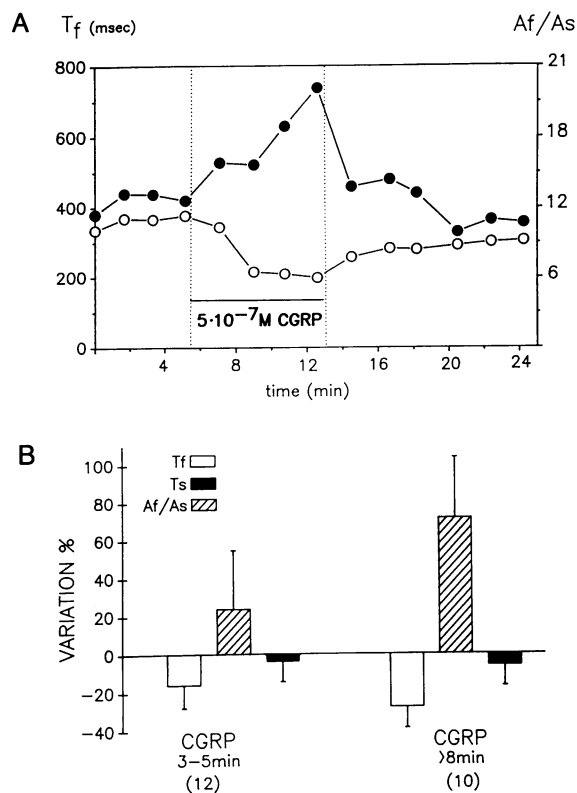 A
Tf (msec)
Af/As
800
600
400
200
0
21
18
15
12
9
6
5·10⁻⁷M CGRP
4
8
12
16
20
24
time (min)
B
Tf
Ts
Af/As
VARIATION %
100
80
60
40
20
0
−20
−40
CGRP
3−5min
(12)
CGRP
>8min
(10)